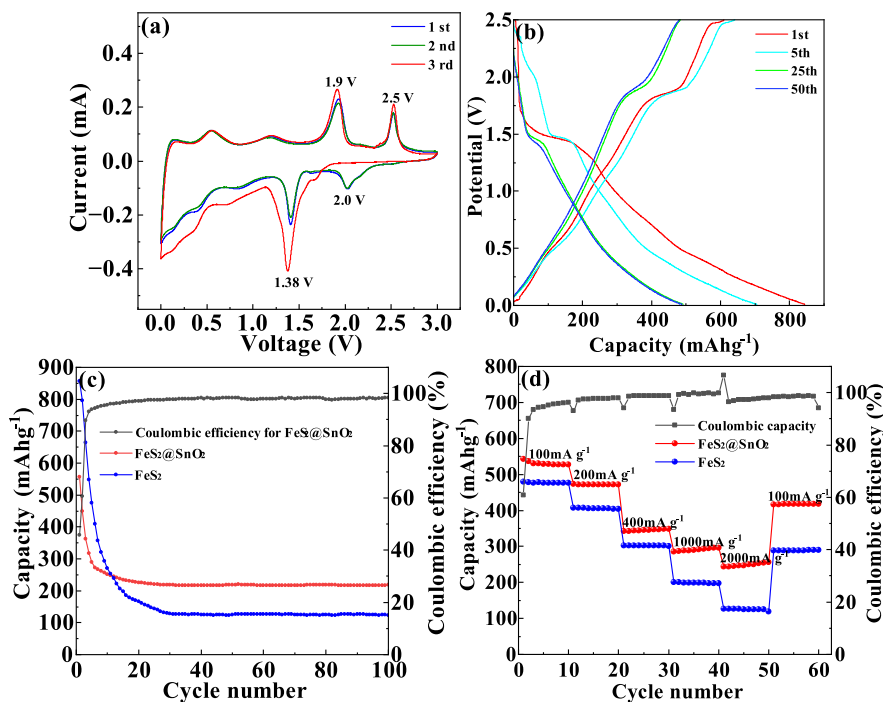 (a)
1 st
2 nd
3 rd
1.9 V
2.5 V
2.0 V
1.38 V
Current (mA)
0.4
0.2
0.0
−0.2
−0.4
0.0 0.5 1.0 1.5 2.0 2.5 3.0
Voltage (V)
(b)
1st
5th
25th
50th
Potential (V)
2.5
2.0
1.5
1.0
0.5
0.0
0 200 400 600 800
Capacity (mAhg⁻¹)
(c)
Coulombic efficiency for FeS₂@SnO₂
FeS₂@SnO₂
FeS₂
Capacity (mAhg⁻¹)
900
800
700
600
500
400
300
200
100
0
0 20 40 60 80 100
Cycle number
100
80
60
40
20
0
Coulombic efficiency (%)
(d)
Coulombic capacity
FeS₂@SnO₂
FeS₂
100mA g⁻¹
200mA g⁻¹
400mA g⁻¹
1000mA g⁻¹
2000mA g⁻¹
100mA g⁻¹
Capacity (mAhg⁻¹)
800
700
600
500
400
300
200
100
0
0 10 20 30 40 50 60
Cycle number
100
80
60
40
20
0
Coulombic efficiency (%)